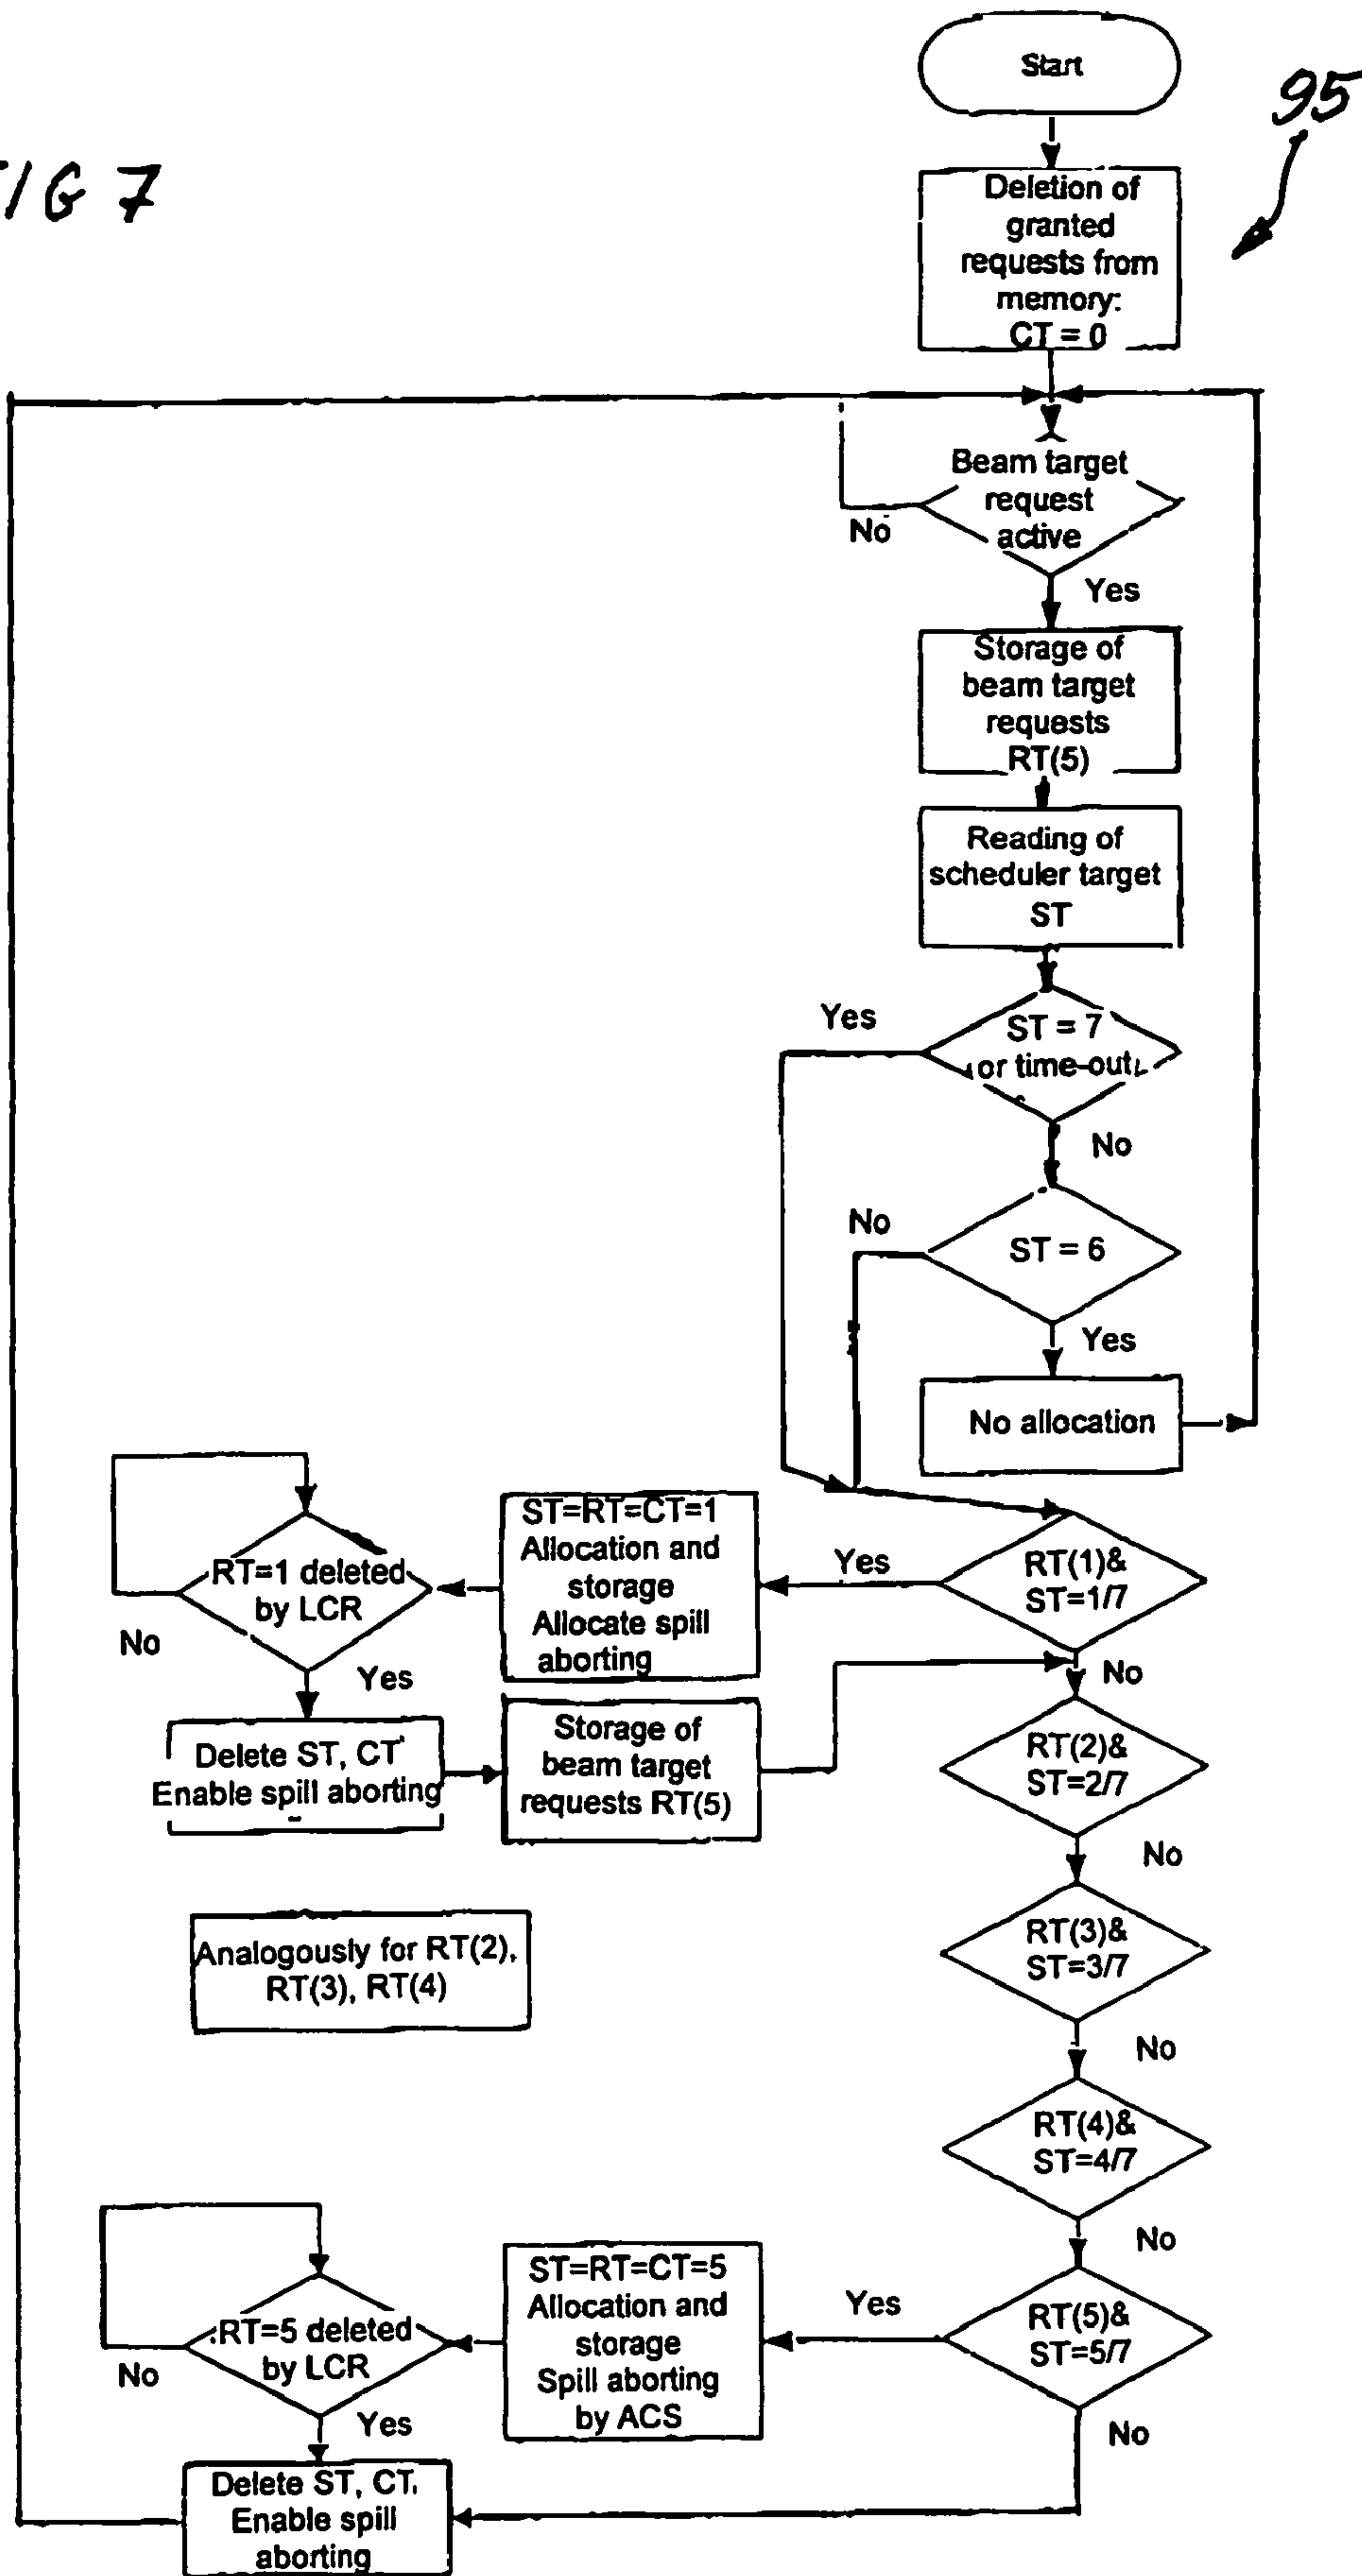 FIG 7
95
Start
Deletion of
granted
requests from
memory:
CT = 0
Beam target
request
active
No
Yes
Storage of
beam target
requests
RT(5)
Reading of
scheduler target
ST
Yes
ST = 7
or time-out
No
No
ST = 6
Yes
No allocation
ST=RT=CT=1
Allocation and
storage
Allocate spill
aborting
Yes
RT(1)&
ST=1/7
RT=1 deleted
by LCR
No
Yes
No
Delete ST, CT
Enable spill aborting
Storage of
beam target
requests RT(5)
RT(2)&
ST=2/7
No
Analogously for RT(2),
RT(3), RT(4)
RT(3)&
ST=3/7
No
RT(4)&
ST=4/7
No
ST=RT=CT=5
Allocation and
storage
Spill aborting
by ACS
Yes
RT(5)&
ST=5/7
RT=5 deleted
by LCR
No
Yes
No
Delete ST, CT.
Enable spill
aborting